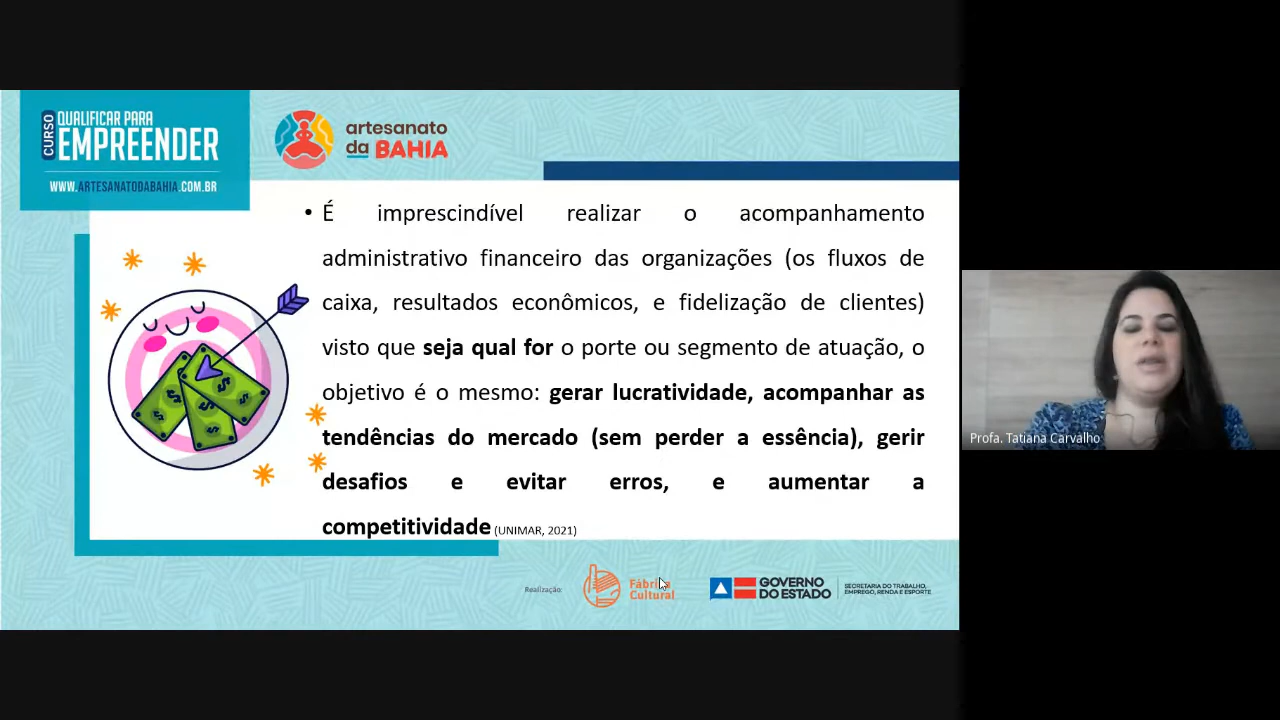 CURSO
QUALIFICAR PARA
EMPREENDER
WWW.ARTESANATODABAHIA.COM.BR
artesanato
da BAHIA
• É imprescindível realizar o acompanhamento
administrativo financeiro das organizações (os fluxos de
caixa, resultados econômicos, e fidelização de clientes)
visto que seja qual for o porte ou segmento de atuação, o
objetivo é o mesmo: gerar lucratividade, acompanhar as
tendências do mercado (sem perder a essência), gerir
desafios e evitar erros, e aumentar a
competitividade (UNIMAR, 2021)
Profa. Tatiana Carvalho
Realização:
Fábrica
Cultural
GOVERNO
DO ESTADO
SECRETARIA DO TRABALHO,
EMPREGO, RENDA E ESPORTE